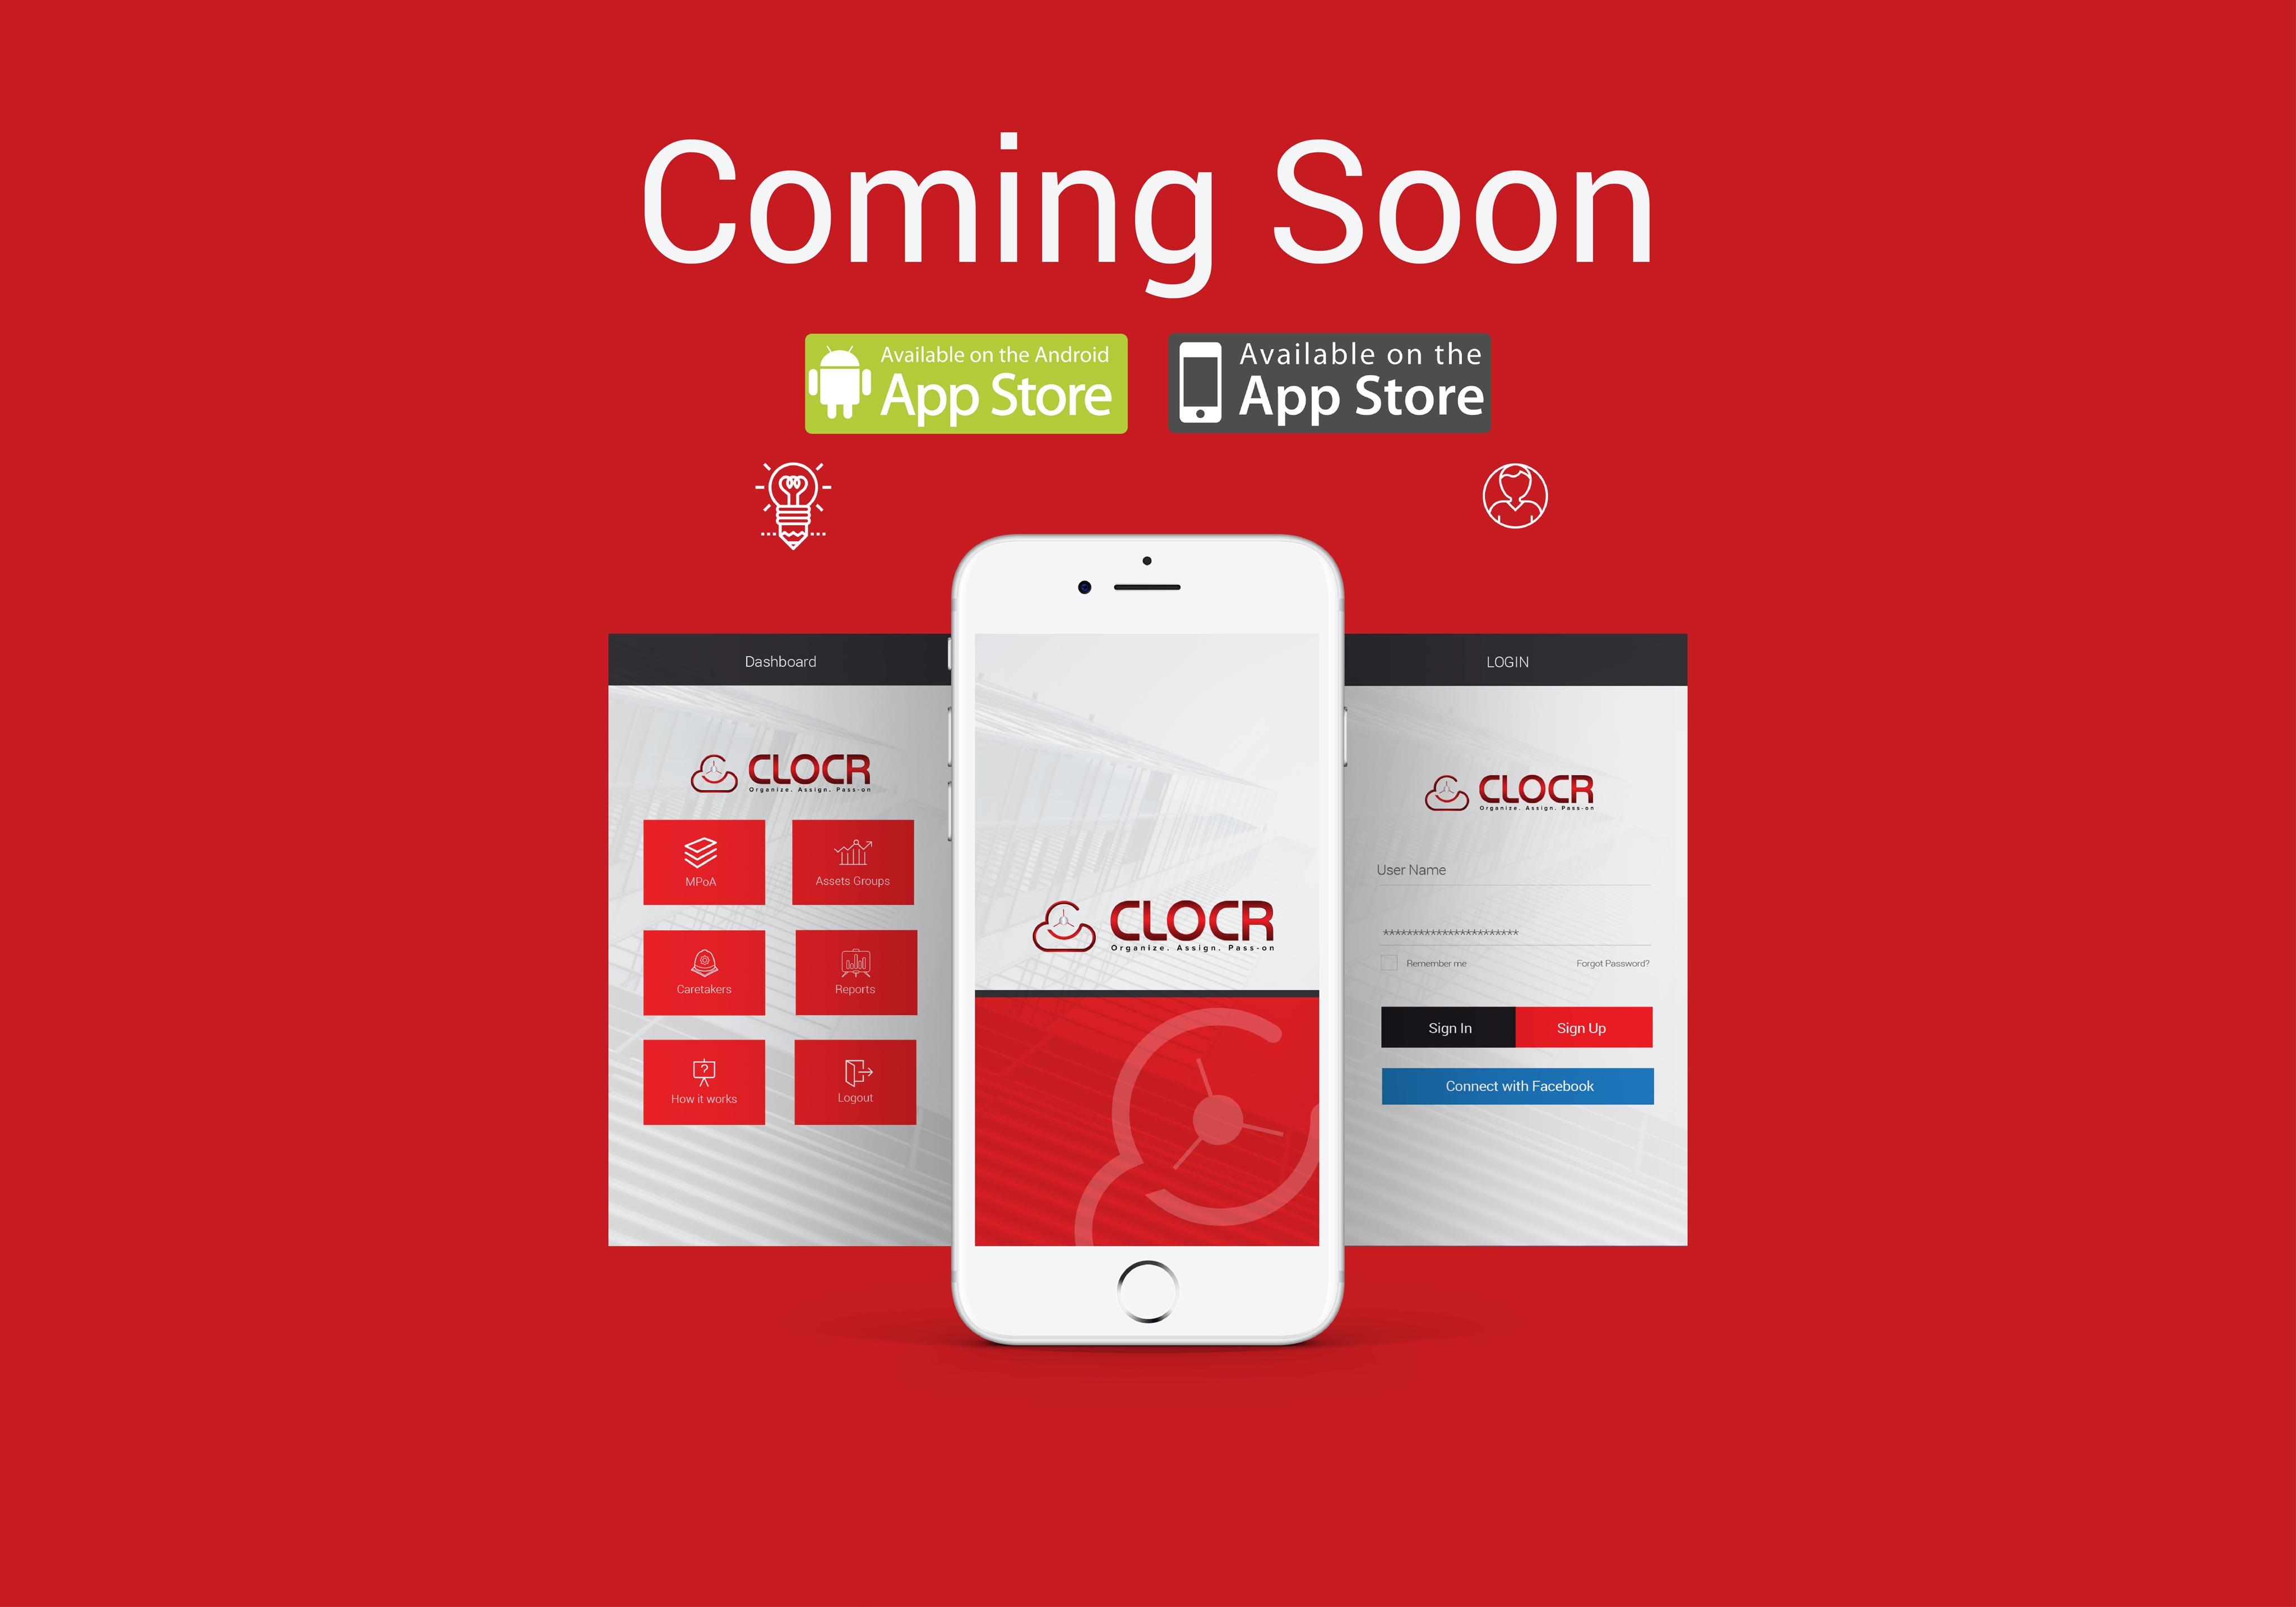 Coming Soon
Available on the Android
App Store
Available on the
App Store
Dashboard
CLOCR
Organize. Assign. Pass-on
MPoA
Assets Groups
Caretakers
Reports
How it works
Logout
CLOCR
Organize. Assign. Pass-on
LOGIN
CLOCR
Organize. Assign. Pass-on
User Name
***********************
Remember me
Forgot Password?
Sign In
Sign Up
Connect with Facebook